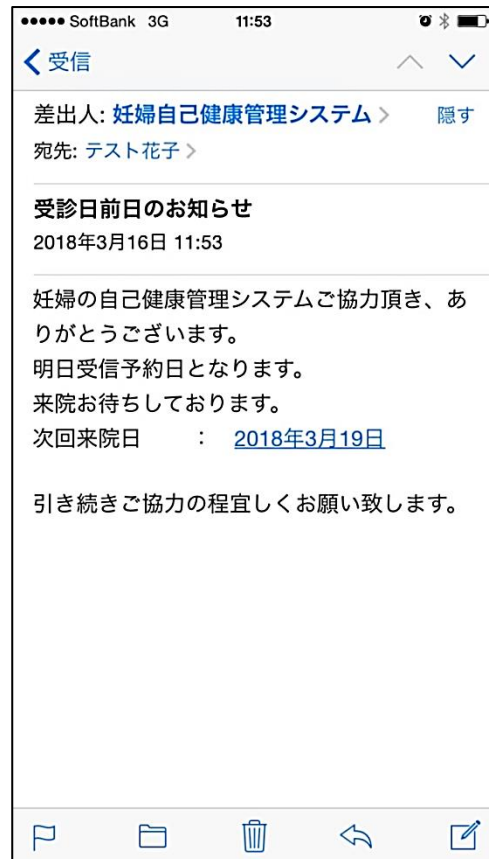 SoftBank 3G 11:53
受信
差出人: 妊婦自己健康管理システム 隠す
宛先: テスト花子
受診日前日のお知らせ
2018年3月16日 11:53
妊婦の自己健康管理システムご協力頂き、あ
りがとうございます。
明日受信予約日となります。
来院お待ちしております。
次回来院日 : 2018年3月19日
引き続きご協力の程宜しくお願い致します。